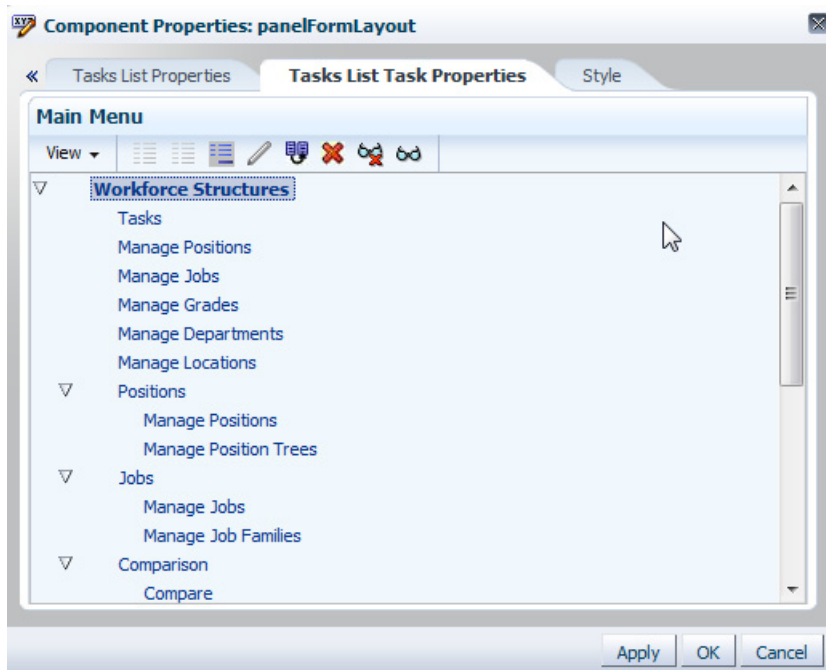 Component Properties: panelFormLayout
« Tasks List Properties Tasks List Task Properties Style
Main Menu
View
Workforce Structures
Tasks
Manage Positions
Manage Jobs
Manage Grades
Manage Departments
Manage Locations
Positions
Manage Positions
Manage Position Trees
Jobs
Manage Jobs
Manage Job Families
Comparison
Compare
Apply OK Cancel